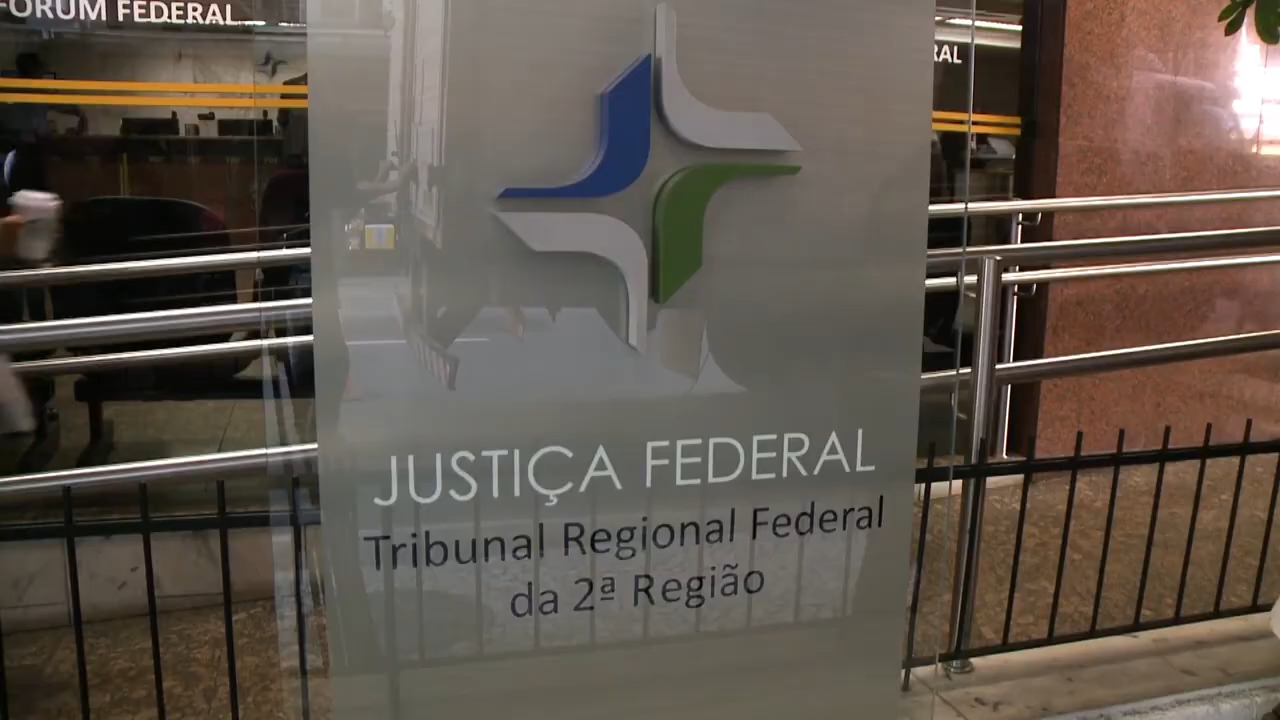 FORUM FEDERAL
RAL
JUSTIÇA FEDERAL
Tribunal Regional Federal
da 2ª Região